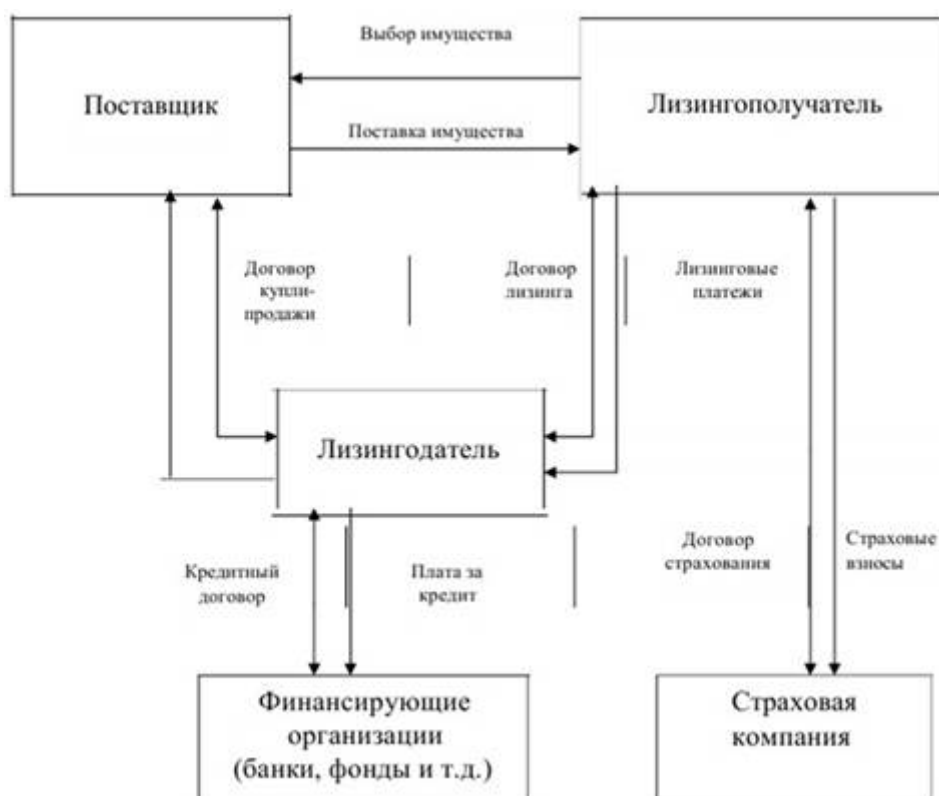 Выбор имущества
Поставщик
Лизингополучатель
Поставка имущества
Договор
купли-
продажи
Договор
лизинга
Лизинговые
платежи
Лизингодатель
Кредитный
договор
Плата за
кредит
Договор
страхования
Страховые
взносы
Финансирующие
организации
(банки, фонды и т.д.)
Страховая
компания